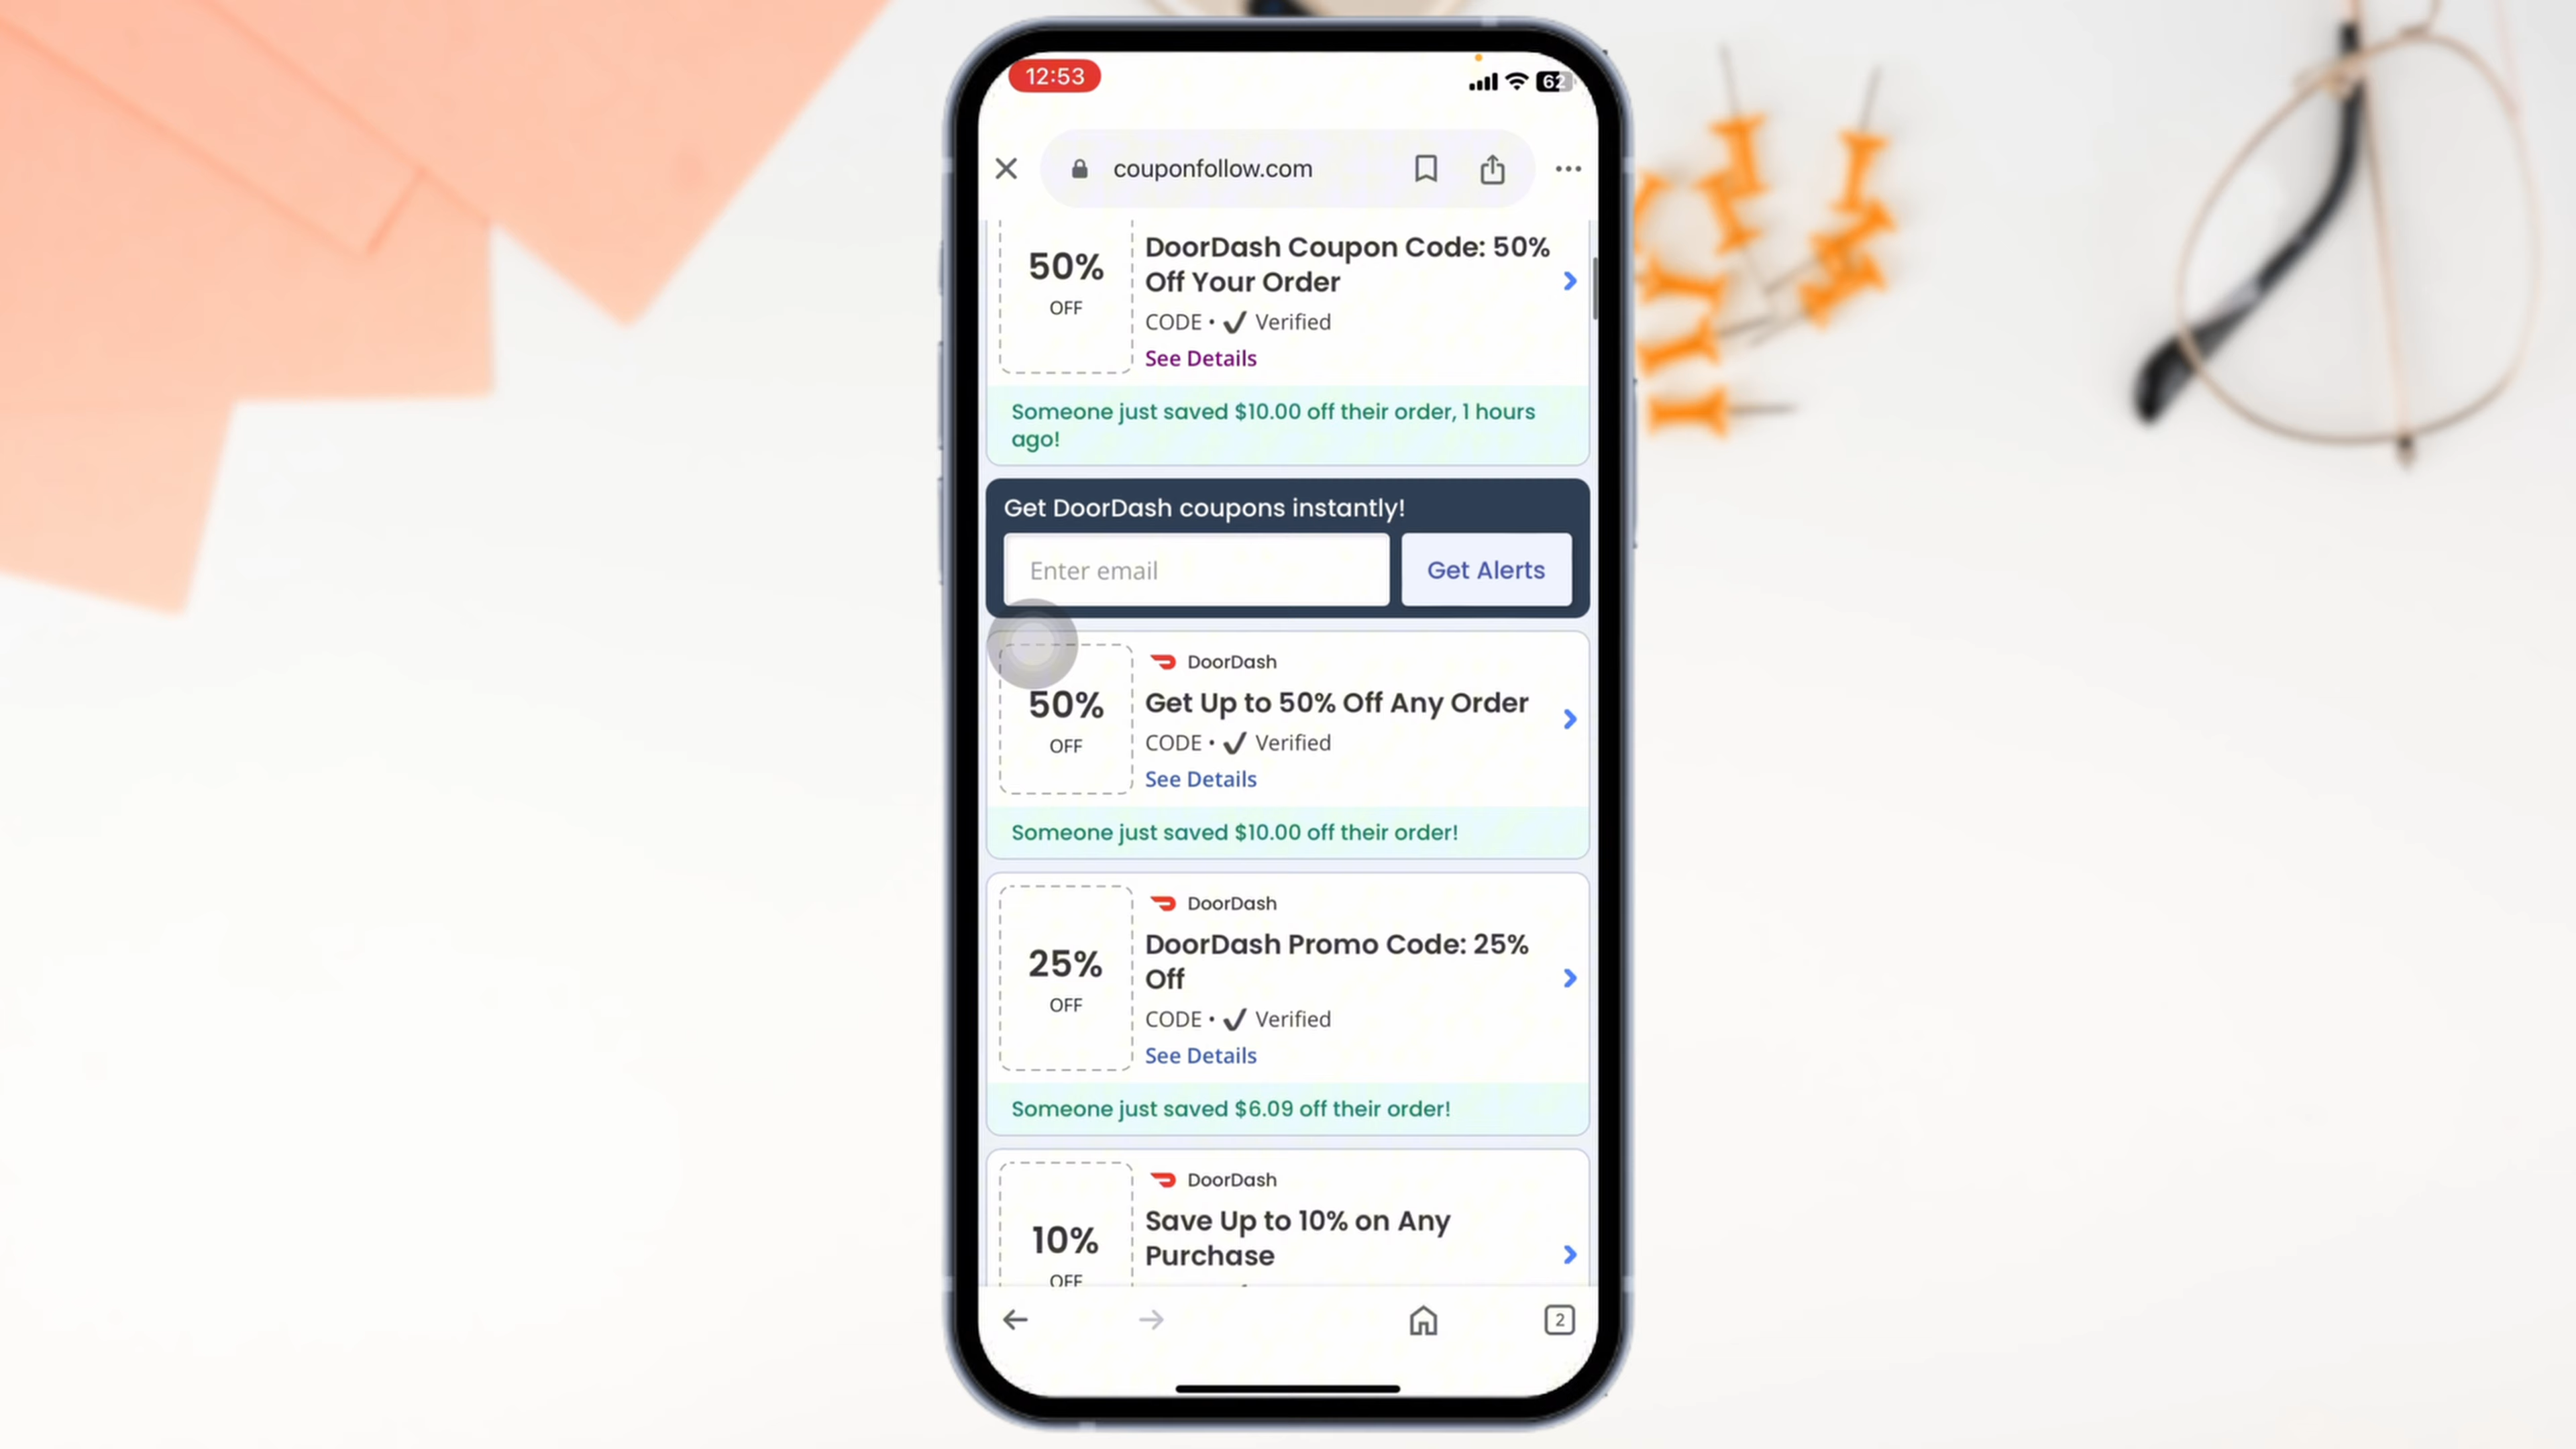 12:53
62
couponfollow.com
50%
OFF
DoorDash Coupon Code: 50%
Off Your Order
CODE • ✓ Verified
See Details
Someone just saved $10.00 off their order, 1 hours
ago!
Get DoorDash coupons instantly!
Enter email
Get Alerts
50%
OFF
DoorDash
Get Up to 50% Off Any Order
CODE • ✓ Verified
See Details
Someone just saved $10.00 off their order!
25%
OFF
DoorDash
DoorDash Promo Code: 25%
Off
CODE • ✓ Verified
See Details
Someone just saved $6.09 off their order!
10%
OFF
DoorDash
Save Up to 10% on Any
Purchase
2